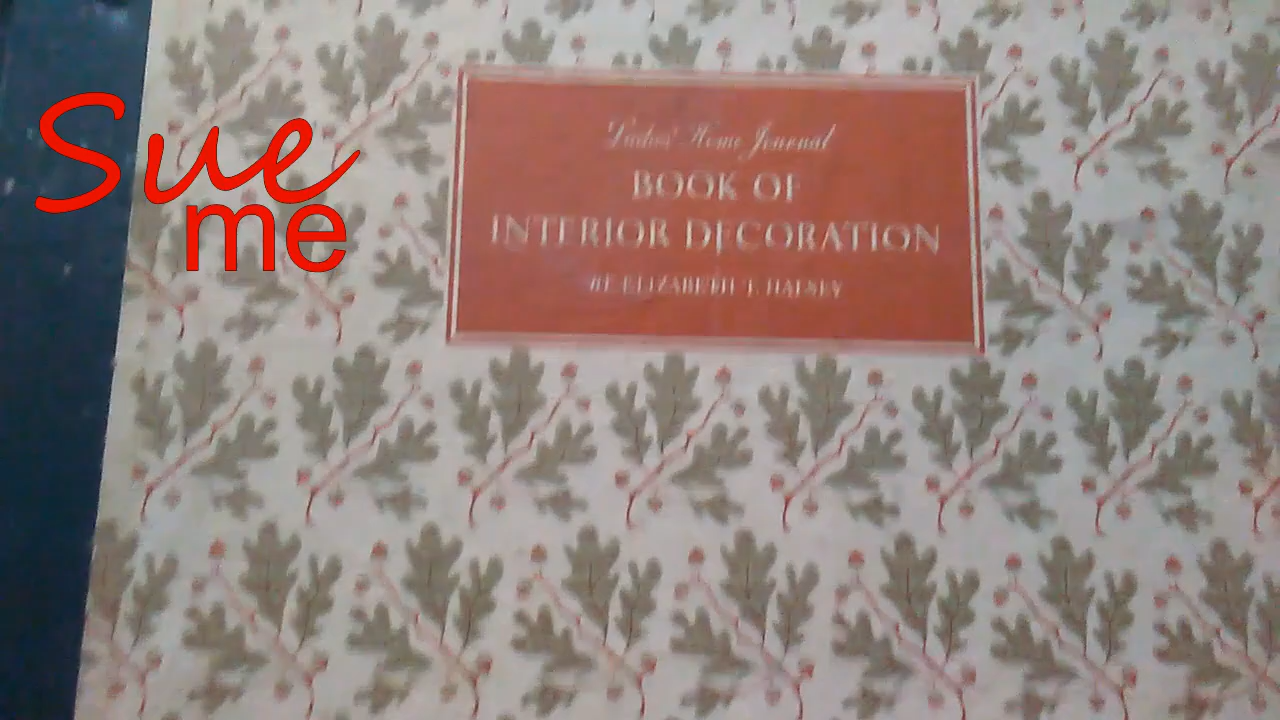 Sue
me
Ladies' Home Journal
BOOK OF
INTERIOR DECORATION
BY ELIZABETH T. HALSEY